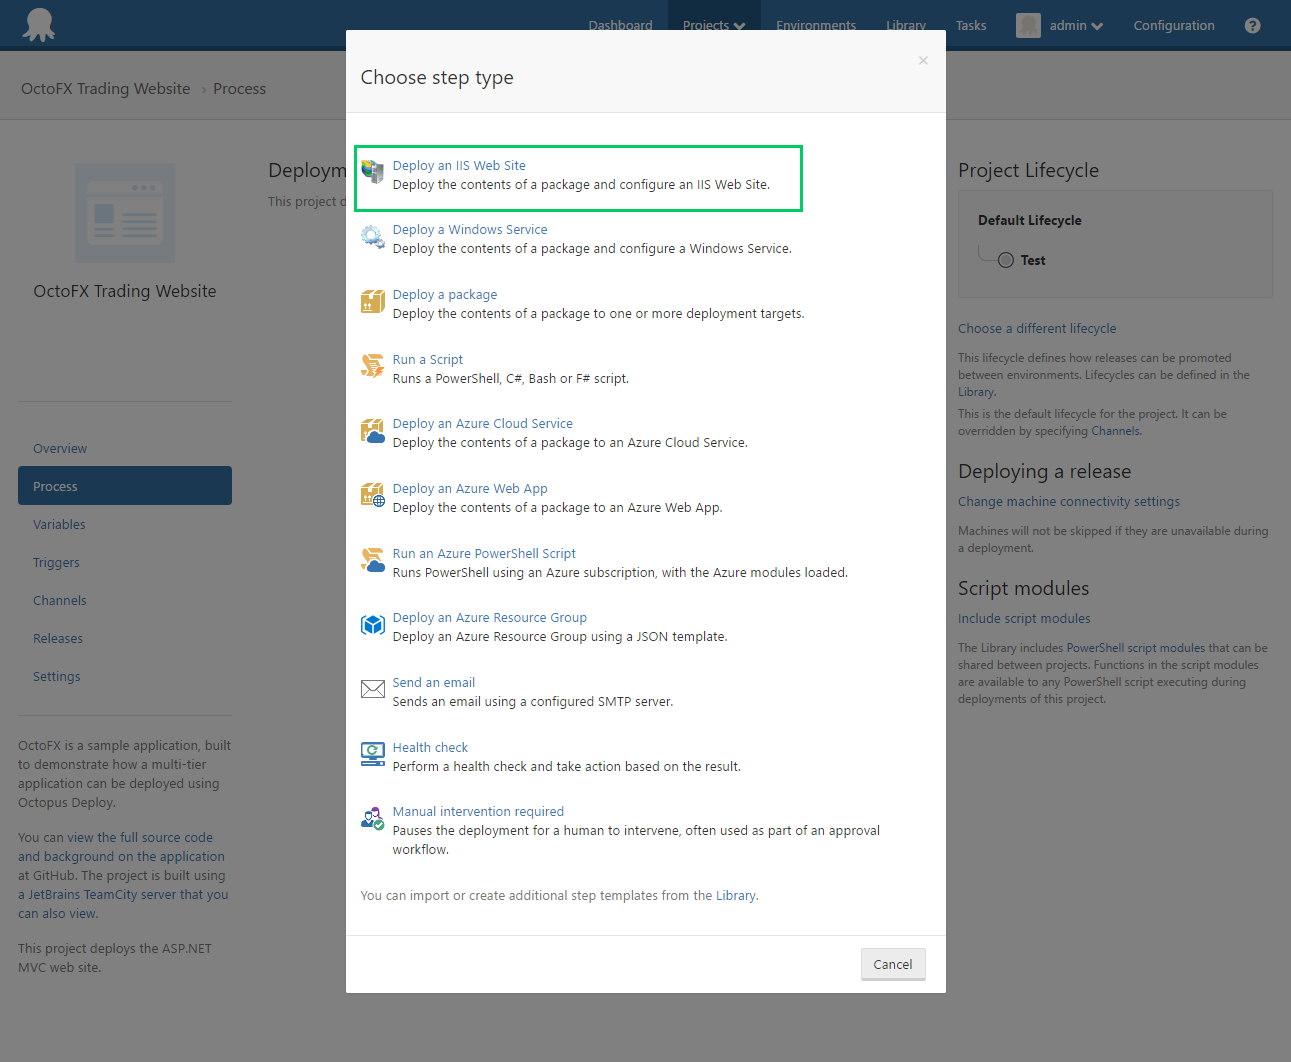 Dashboard Projects Environments Library Tasks admin Configuration ?
OctoFX Trading Website › Process
Choose step type ×
Deploy an IIS Web Site
Deploy the contents of a package and configure an IIS Web Site.
Deploy a Windows Service
Deploy the contents of a package and configure a Windows Service.
Deploy a package
Deploy the contents of a package to one or more deployment targets.
Run a Script
Runs a PowerShell, C#, Bash or F# script.
Deploy an Azure Cloud Service
Deploy the contents of a package to an Azure Cloud Service.
Deploy an Azure Web App
Deploy the contents of a package to an Azure Web App.
Run an Azure PowerShell Script
Runs PowerShell using an Azure subscription, with the Azure modules loaded.
Deploy an Azure Resource Group
Deploy an Azure Resource Group using a JSON template.
Send an email
Sends an email using a configured SMTP server.
Health check
Perform a health check and take action based on the result.
Manual intervention required
Pauses the deployment for a human to intervene, often used as part of an approval
workflow.
You can import or create additional step templates from the Library.
Cancel
OctoFX Trading Website
Overview
Process
Variables
Triggers
Channels
Releases
Settings
OctoFX is a sample application, built
to demonstrate how a multi-tier
application can be deployed using
Octopus Deploy.
You can view the full source code
and background on the application
at GitHub. The project is built using
a JetBrains TeamCity server that you
can also view.
This project deploys the ASP.NET
MVC web site.
Deploym
This project
Project Lifecycle
Default Lifecycle
Test
Choose a different lifecycle
This lifecycle defines how releases can be promoted
between environments. Lifecycles can be defined in the
Library.
This is the default lifecycle for the project. It can be
overridden by specifying Channels.
Deploying a release
Change machine connectivity settings
Machines will not be skipped if they are unavailable during
a deployment.
Script modules
Include script modules
The Library includes PowerShell script modules that can be
shared between projects. Functions in the script modules
are available to any PowerShell script executing during
deployments of this project.